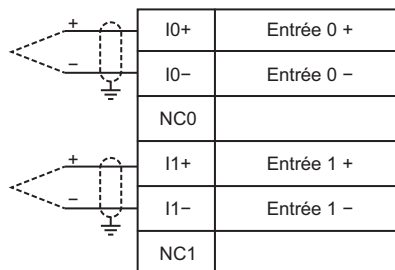 + I0+ Entrée 0 +
− I0− Entrée 0 −
NC0
+ I1+ Entrée 1 +
− I1− Entrée 1 −
NC1